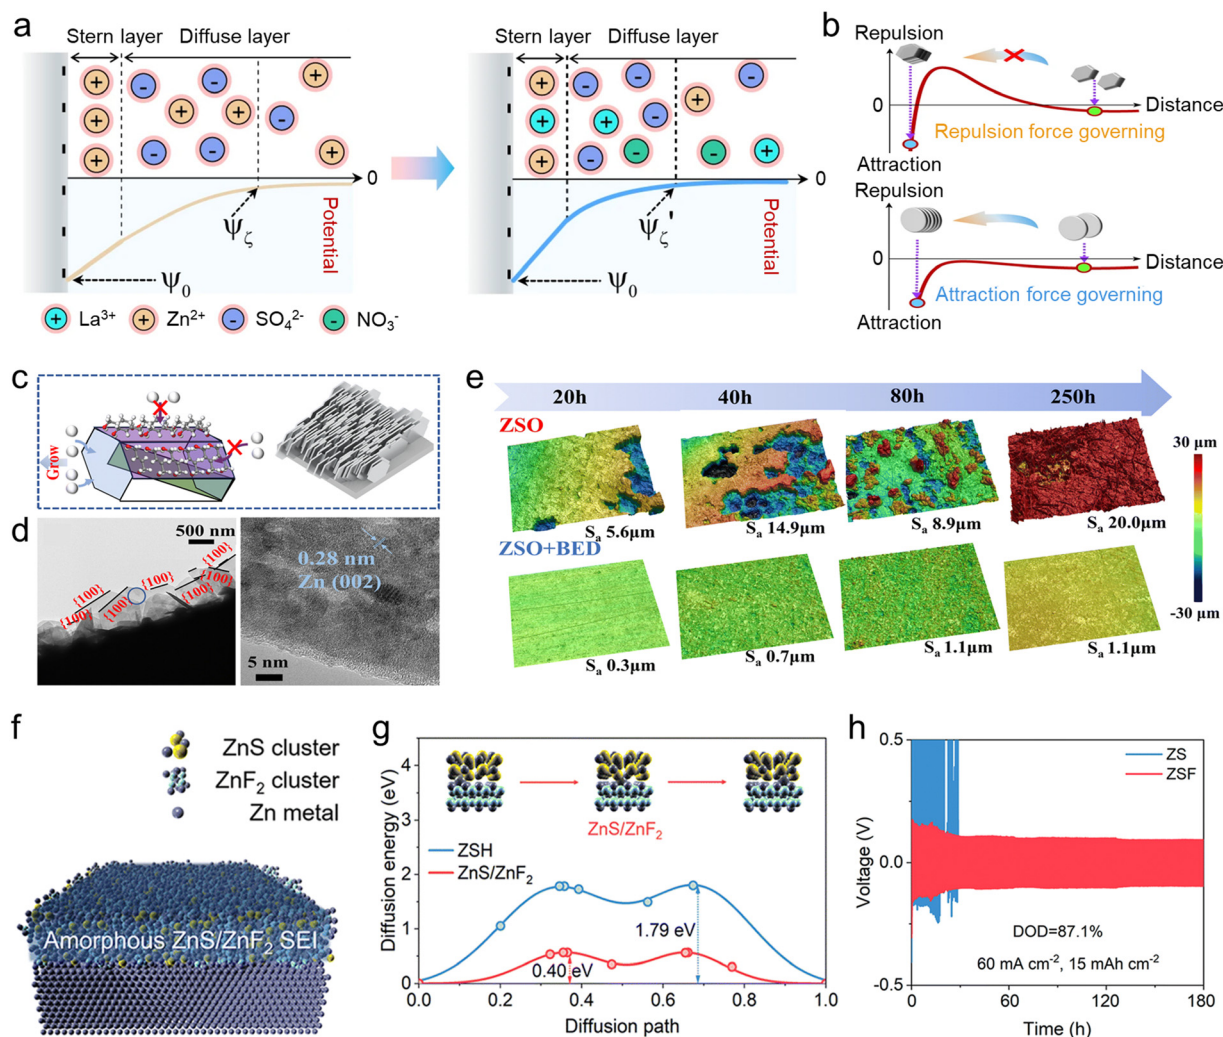 a
Stern layer
Diffuse layer
0
Potential
Ψζ
Ψ0
Stern layer
Diffuse layer
0
Potential
Ψζ'
Ψ0
La³⁺
Zn²⁺
SO₄²⁻
NO₃⁻
b
Repulsion
0
Distance
Repulsion force governing
Attraction
Repulsion
0
Distance
Attraction force governing
Attraction
c
Grow
d
500 nm
{100}
{100}
{100}
{100}
{100}
{100}
{100}
{100}
0.28 nm
Zn (002)
5 nm
e
20h
40h
80h
250h
ZSO
Sa 5.6μm
Sa 14.9μm
Sa 8.9μm
Sa 20.0μm
ZSO+BED
Sa 0.3μm
Sa 0.7μm
Sa 1.1μm
Sa 1.1μm
30 μm
-30 μm
f
ZnS cluster
ZnF₂ cluster
Zn metal
Amorphous ZnS/ZnF₂ SEI
g
Diffusion energy (eV)
4
3
2
1
0
ZnS/ZnF₂
ZSH
ZnS/ZnF₂
1.79 eV
0.40 eV
0.0
0.2
0.4
0.6
0.8
1.0
Diffusion path
h
Voltage (V)
0.5
0.0
-0.5
ZS
ZSF
DOD=87.1%
60 mA cm⁻², 15 mAh cm⁻²
0
60
120
180
Time (h)